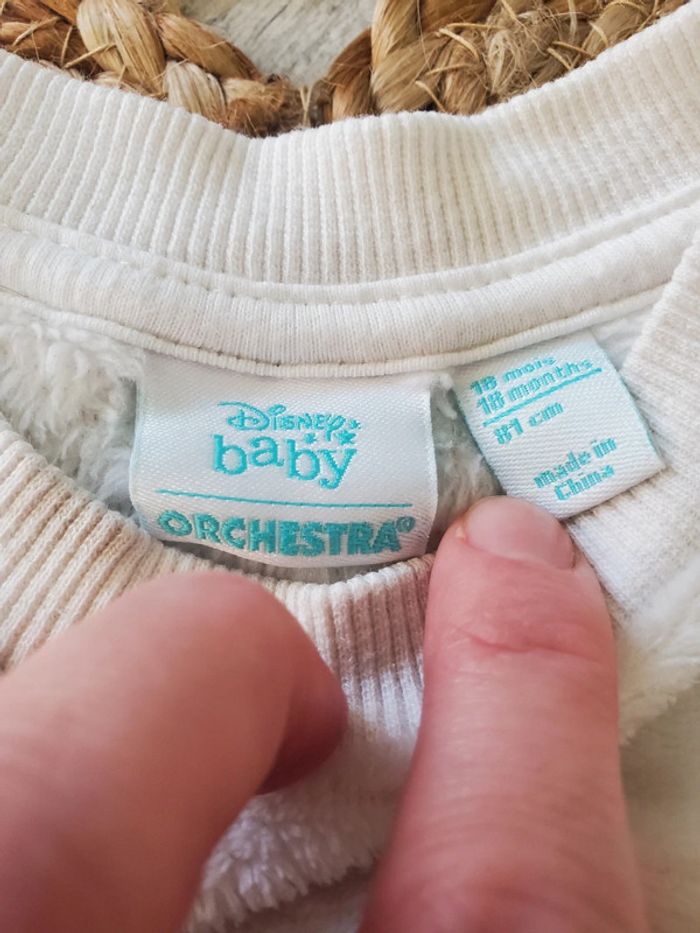 Disney
baby
ORCHESTRA®
18 mois
18 months
81 cm
made in
China